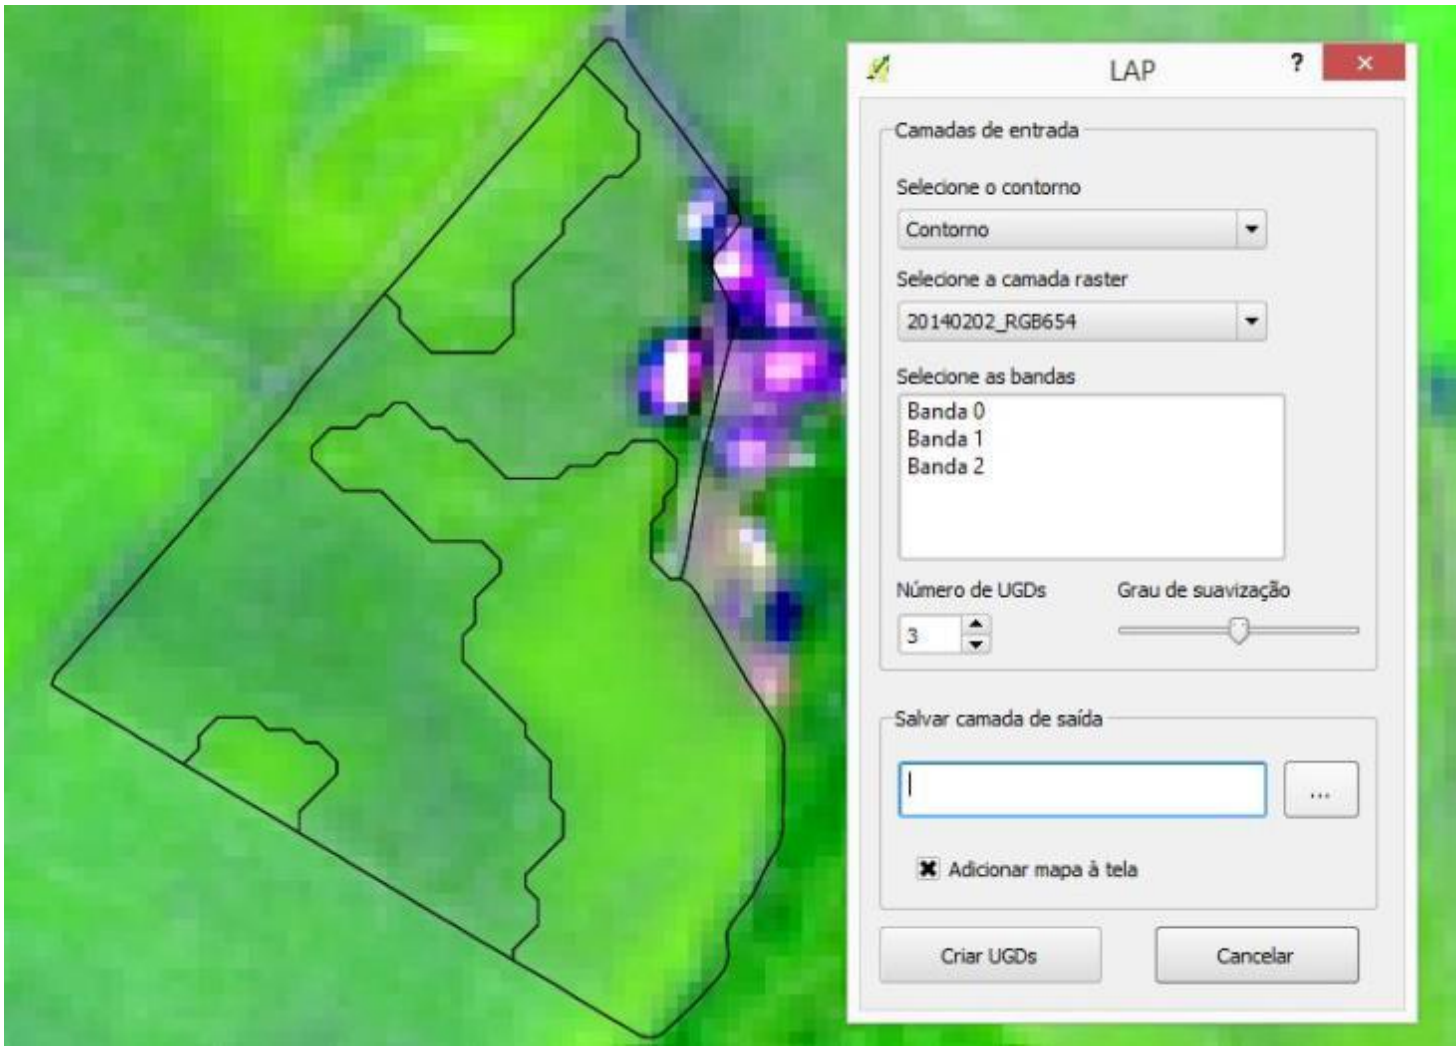 LAP
?
×
Camadas de entrada
Selecione o contorno
Contorno
Selecione a camada raster
20140202_RGB654
Selecione as bandas
Banda 0
Banda 1
Banda 2
Número de UGDs
Grau de suavização
3
Salvar camada de saída
...
Adicionar mapa à tela
Criar UGDs
Cancelar